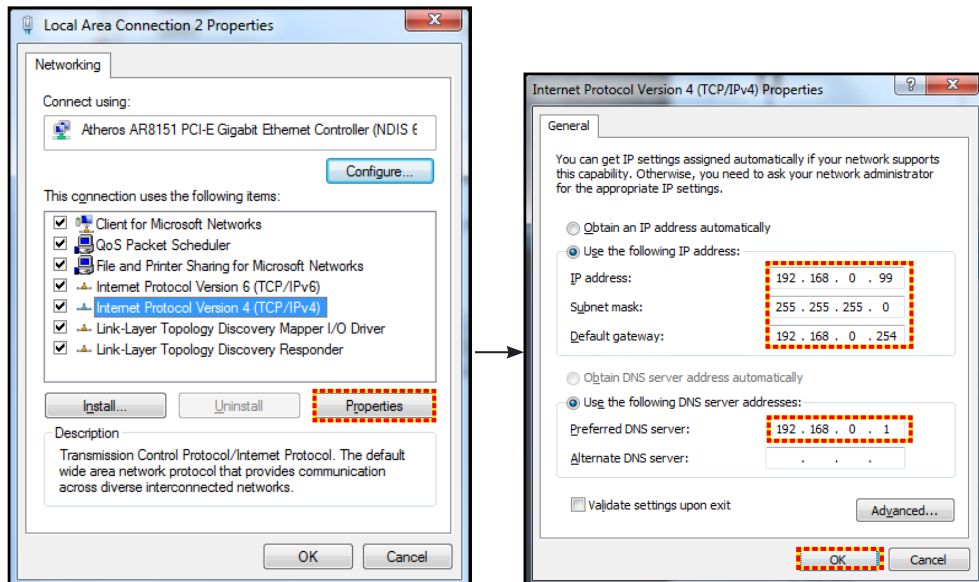 Local Area Connection 2 Properties
Networking
Connect using:
Atheros AR8151 PCI-E Gigabit Ethernet Controller (NDIS 6
Configure...
This connection uses the following items:
Client for Microsoft Networks
QoS Packet Scheduler
File and Printer Sharing for Microsoft Networks
Internet Protocol Version 6 (TCP/IPv6)
Internet Protocol Version 4 (TCP/IPv4)
Link-Layer Topology Discovery Mapper I/O Driver
Link-Layer Topology Discovery Responder
Install...
Uninstall
Properties
Description
Transmission Control Protocol/Internet Protocol. The default
wide area network protocol that provides communication
across diverse interconnected networks.
OK
Cancel
Internet Protocol Version 4 (TCP/IPv4) Properties
?
General
You can get IP settings assigned automatically if your network supports
this capability. Otherwise, you need to ask your network administrator
for the appropriate IP settings.
Obtain an IP address automatically
Use the following IP address:
IP address: 192 . 168 . 0 . 99
Subnet mask: 255 . 255 . 255 . 0
Default gateway: 192 . 168 . 0 . 254
Obtain DNS server address automatically
Use the following DNS server addresses:
Preferred DNS server: 192 . 168 . 0 . 1
Alternate DNS server: . . .
Validate settings upon exit
Advanced...
OK
Cancel